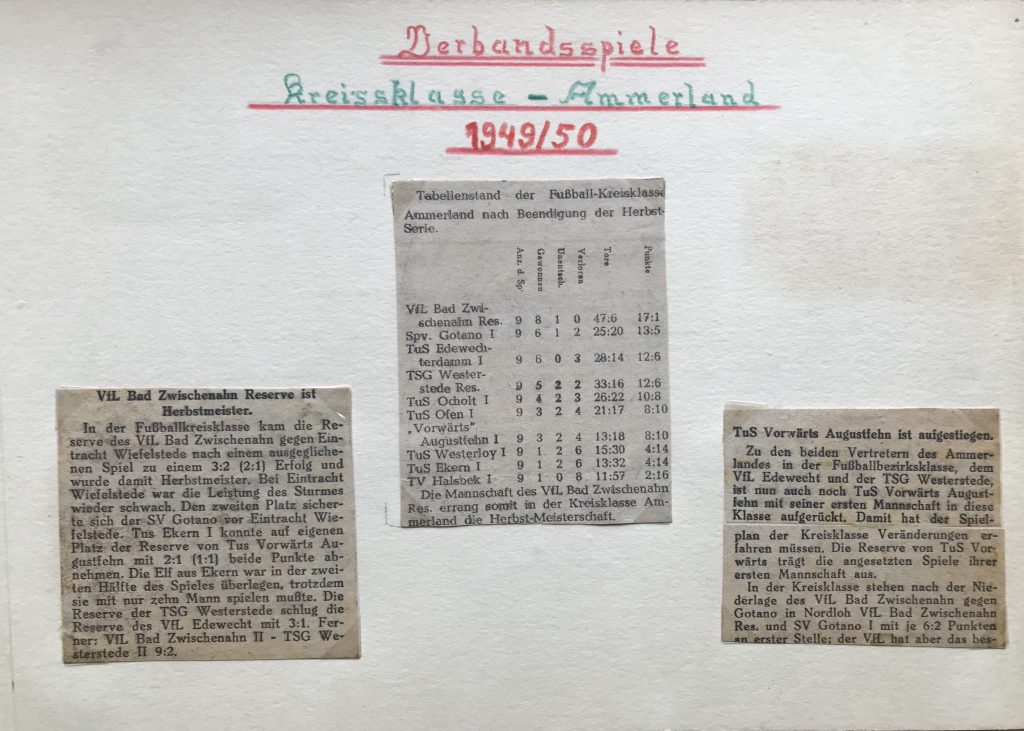 Verbandsspiele
Kreissklasse – Ammerland
1949/50
Tabellenstand der Fußball-Kreisklasse
Ammerland nach Beendigung der Herbst-
Serie.
Anz. d. Sp. Gewonnen Unentsch. Verloren Tore Punkte
VfL Bad Zwi-
schenahn Res. 9 8 1 0 47:6 17:1
Spv. Gotano I 9 6 1 2 25:20 13:5
TuS Edewech-
terdamm I 9 6 0 3 28:14 12:6
TSG Wester-
stede Res. 9 5 2 2 33:16 12:6
TuS Ocholt I 9 4 2 3 26:22 10:8
TuS Ofen I 9 3 2 4 21:17 8:10
„Vorwärts"
Augustfehn I 9 3 2 4 13:18 8:10
TuS Westerloy I 9 1 2 6 15:30 4:14
TuS Ekern I 9 1 2 6 13:32 4:14
TV Halsbek I 9 1 0 8 11:57 2:16
Die Mannschaft des VfL Bad Zwischenahn
Res. errang somit in der Kreisklasse Am-
merland die Herbst-Meisterschaft.
VfL Bad Zwischenahn Reserve ist
Herbstmeister.
In der Fußballkreisklasse kam die Re-
serve des VfL Bad Zwischenahn gegen Ein-
tracht Wiefelstede nach einem ausgegliche-
nen Spiel zu einem 3:2 (2:1) Erfolg und
wurde damit Herbstmeister. Bei Eintracht
Wiefelstede war die Leistung des Sturmes
wieder schwach. Den zweiten Platz sicher-
te sich der SV Gotano vor Eintracht Wie-
felstede. Tus Ekern I konnte auf eigenen
Platz der Reserve von Tus Vorwärts Au-
gustfehn mit 2:1 (1:1) beide Punkte ab-
nehmen. Die Elf aus Ekern war in der zwei-
ten Hälfte des Spieles überlegen, trotzdem
sie mit nur zehn Mann spielen mußte. Die
Reserve der TSG Westerstede schlug die
Reserve des VfL Edewecht mit 3:1. Fer-
ner: VfL Bad Zwischenahn II - TSG We-
sterstede II 9:2.
TuS Vorwärts Augustfehn ist aufgestiegen.
Zu den beiden Vertretern des Ammer-
landes in der Fußballbezirksklasse, dem
VfL Edewecht und der TSG Westerstede,
ist nun auch noch TuS Vorwärts August-
fehn mit seiner ersten Mannschaft in diese
Klasse aufgerückt. Damit hat der Spiel-
plan der Kreisklasse Veränderungen er-
fahren müssen. Die Reserve von TuS Vor-
wärts trägt die angesetzten Spiele ihrer
ersten Mannschaft aus.
In der Kreisklasse stehen nach der Nie-
derlage des VfL Bad Zwischenahn gegen
Gotano in Nordloh VfL Bad Zwischenahn
Res. und SV Gotano I mit je 6:2 Punkten
an erster Stelle; der VfL hat aber das bes-